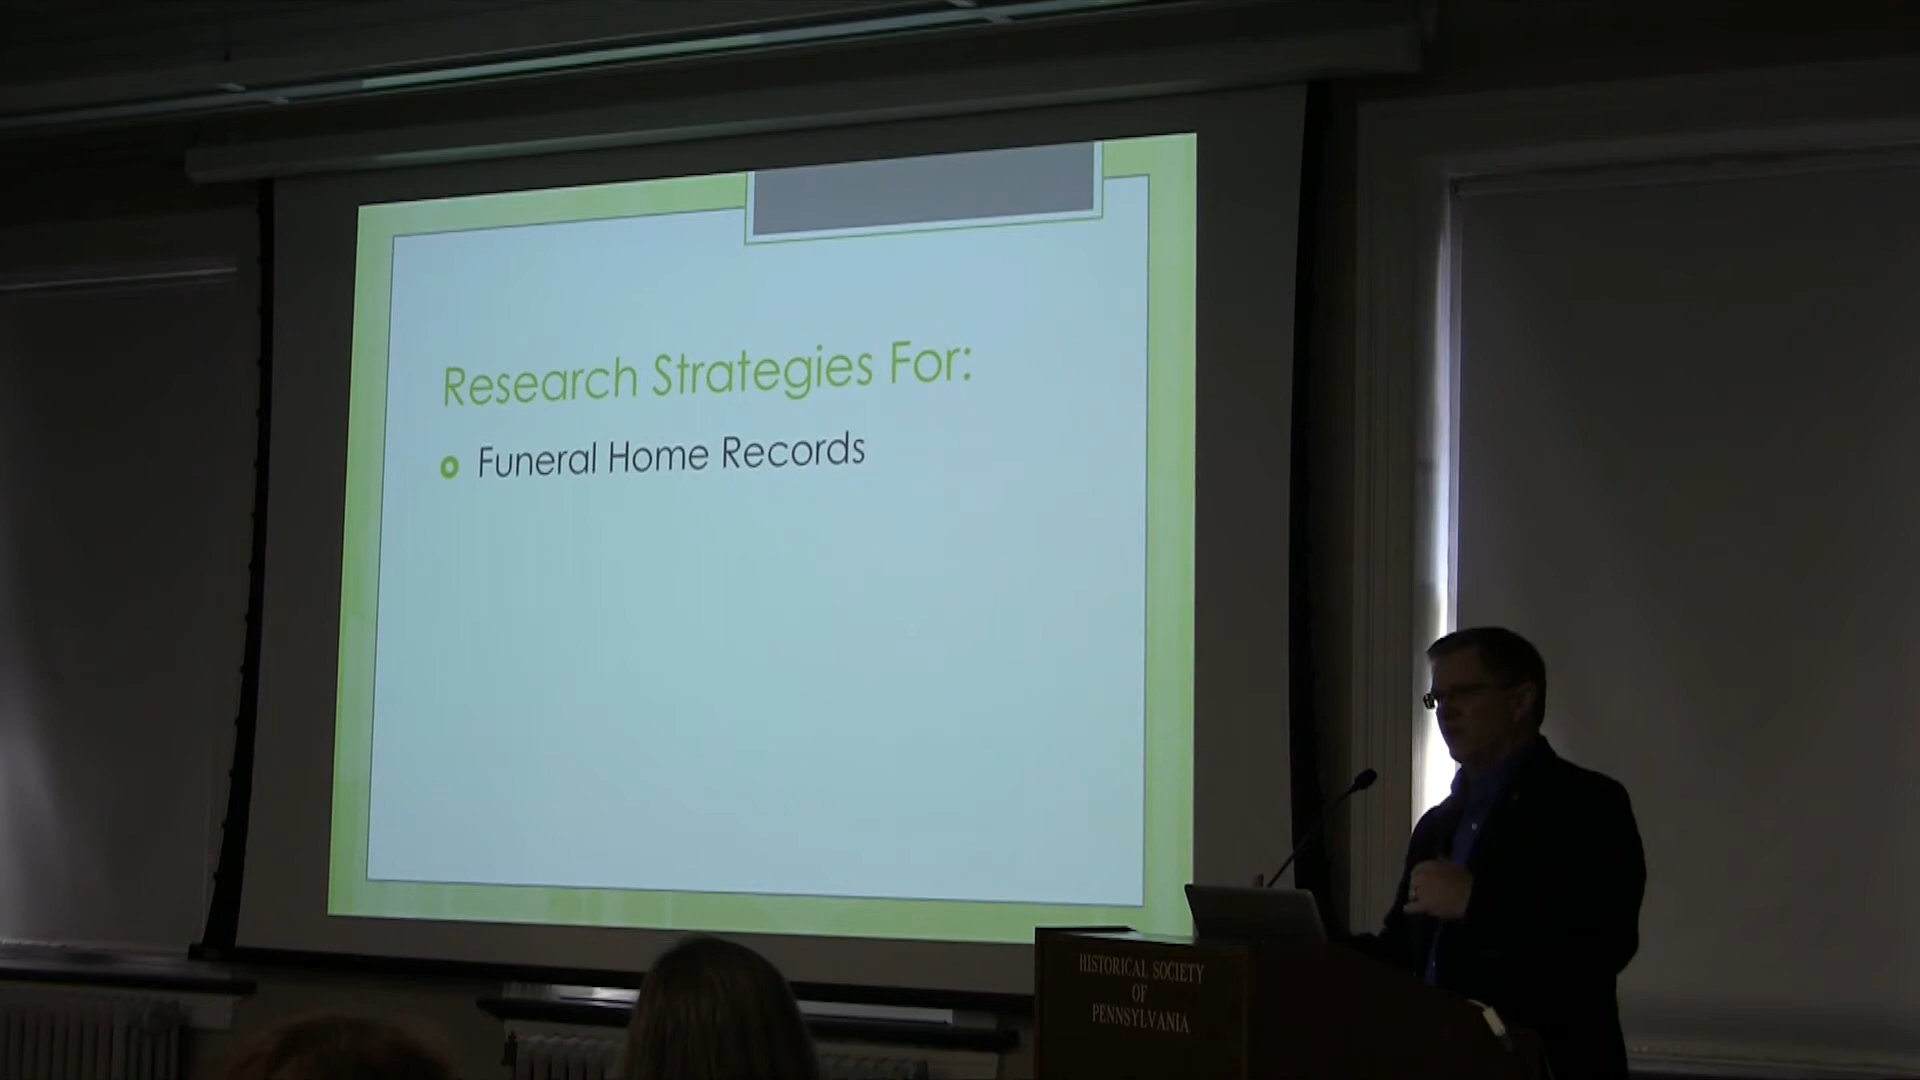 Research Strategies For:
Funeral Home Records
HISTORICAL SOCIETY
OF
PENNSYLVANIA